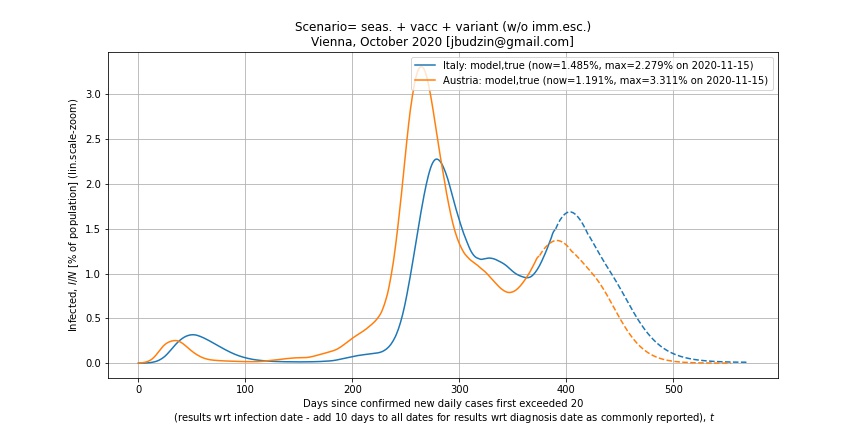 Scenario= seas. + vacc + variant (w/o imm.esc.)
Vienna, October 2020 [jbudzin@gmail.com]
Italy: model,true (now=1.485%, max=2.279% on 2020-11-15)
Austria: model,true (now=1.191%, max=3.311% on 2020-11-15)
Infected, I/N [% of population] (lin.scale-zoom)
3.0
2.5
2.0
1.5
1.0
0.5
0.0
0 100 200 300 400 500
Days since confirmed new daily cases first exceeded 20
(results wrt infection date - add 10 days to all dates for results wrt diagnosis date as commonly reported), t